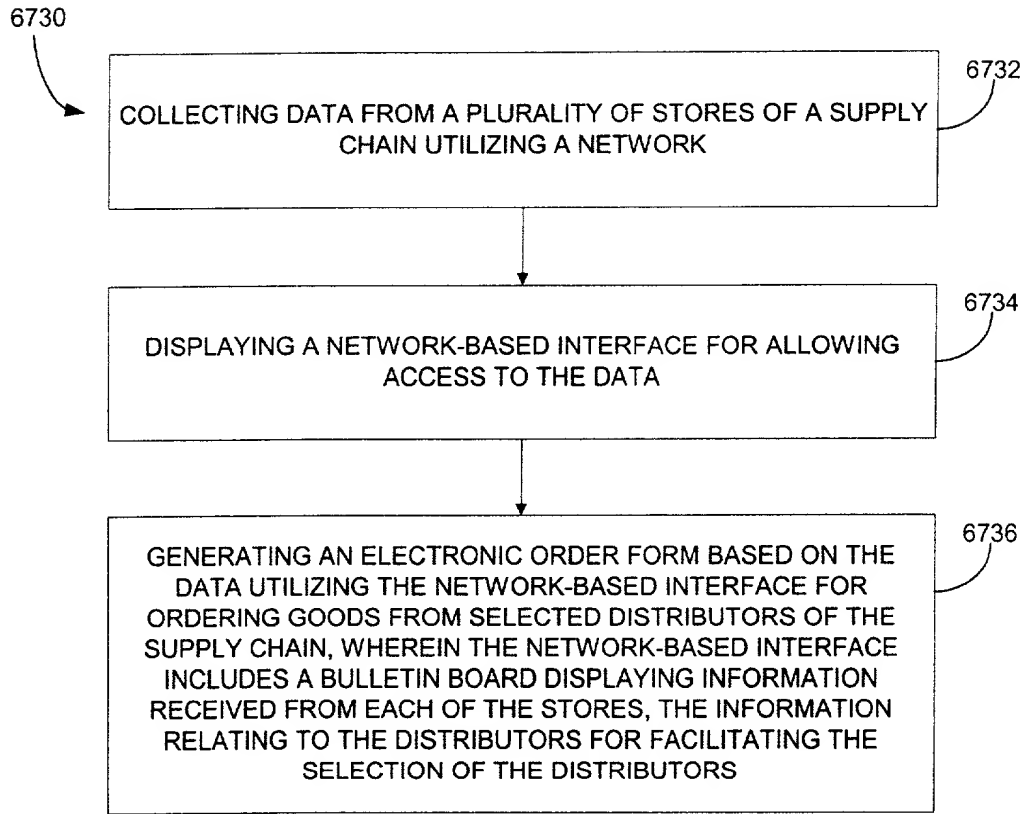 6730
6732
COLLECTING DATA FROM A PLURALITY OF STORES OF A SUPPLY
CHAIN UTILIZING A NETWORK
6734
DISPLAYING A NETWORK-BASED INTERFACE FOR ALLOWING
ACCESS TO THE DATA
6736
GENERATING AN ELECTRONIC ORDER FORM BASED ON THE
DATA UTILIZING THE NETWORK-BASED INTERFACE FOR
ORDERING GOODS FROM SELECTED DISTRIBUTORS OF THE
SUPPLY CHAIN, WHEREIN THE NETWORK-BASED INTERFACE
INCLUDES A BULLETIN BOARD DISPLAYING INFORMATION
RECEIVED FROM EACH OF THE STORES, THE INFORMATION
RELATING TO THE DISTRIBUTORS FOR FACILITATING THE
SELECTION OF THE DISTRIBUTORS